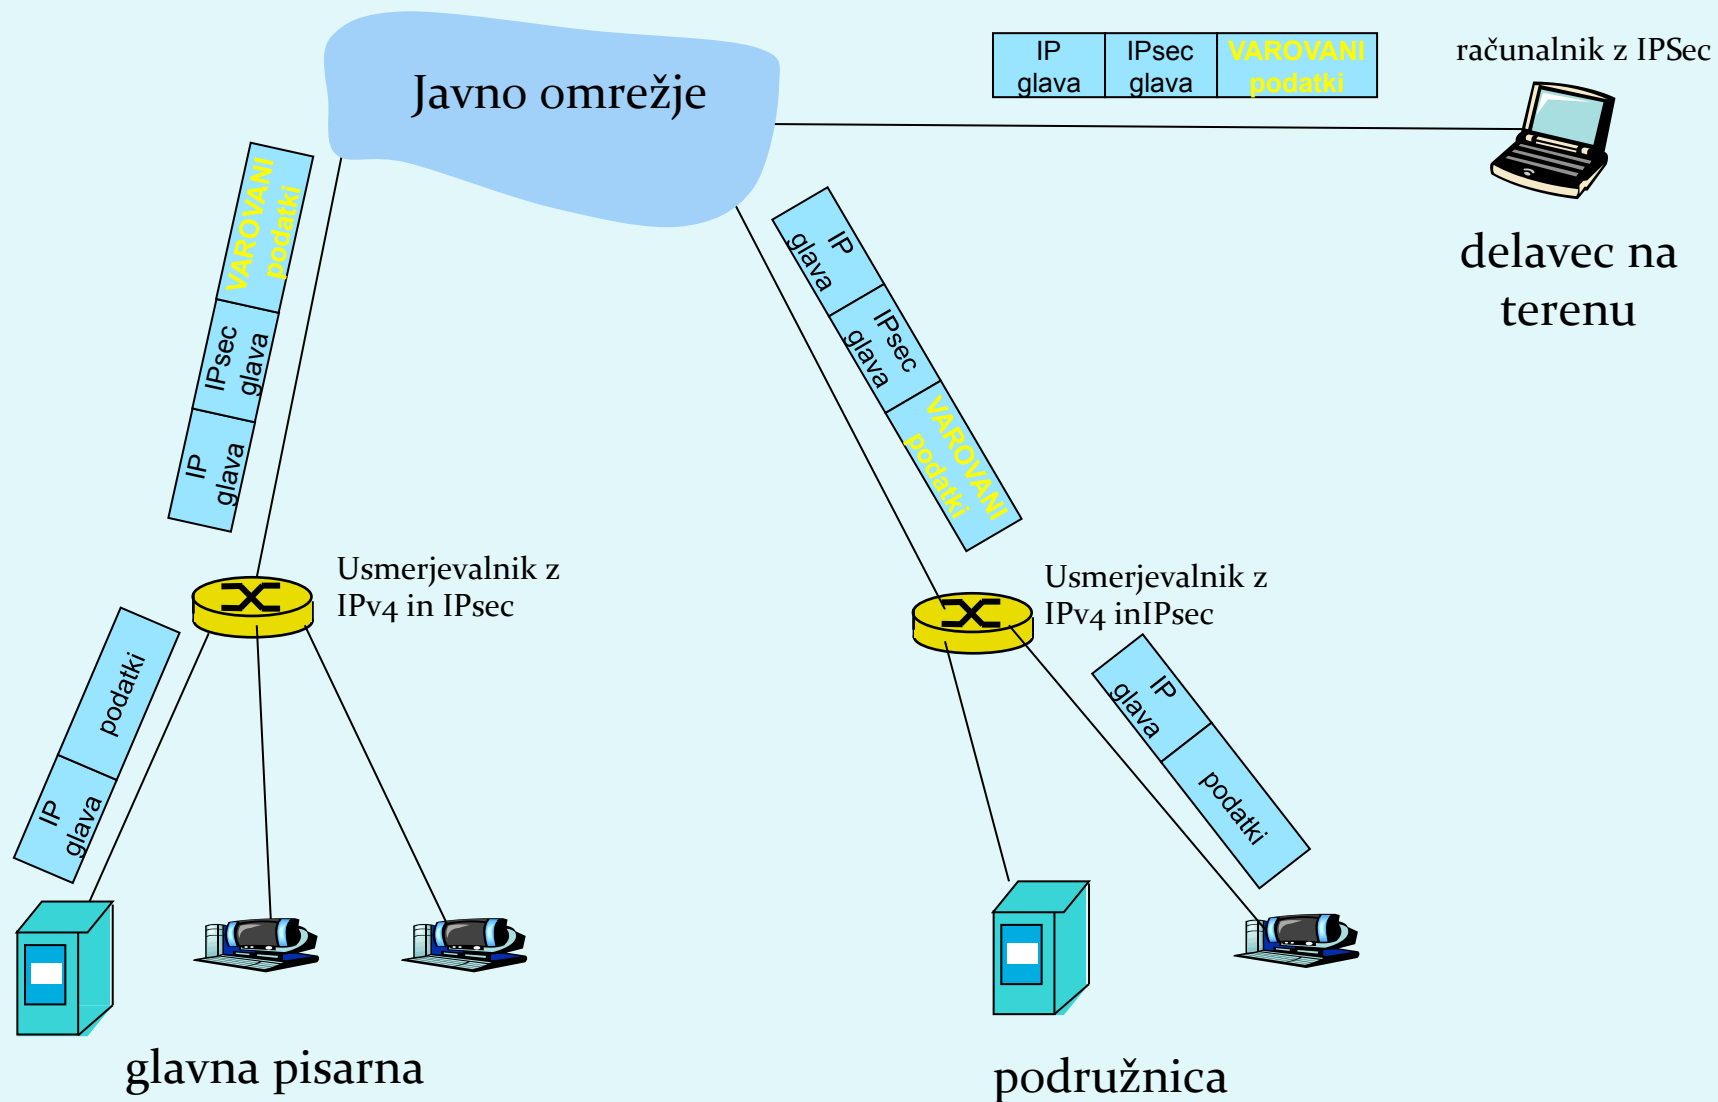 Javno omrežje
IP
glava
IPsec
glava
VAROVANI
podatki
računalnik z IPSec
delavec na
terenu
VAROVANI
podatki
IPsec
glava
IP
glava
IP
glava
IPsec
glava
VAROVANI
podatki
Usmerjevalnik z
IPv4 in IPsec
Usmerjevalnik z
IPv4 inIPsec
podatki
IP
glava
IP
glava
podatki
glavna pisarna
podružnica